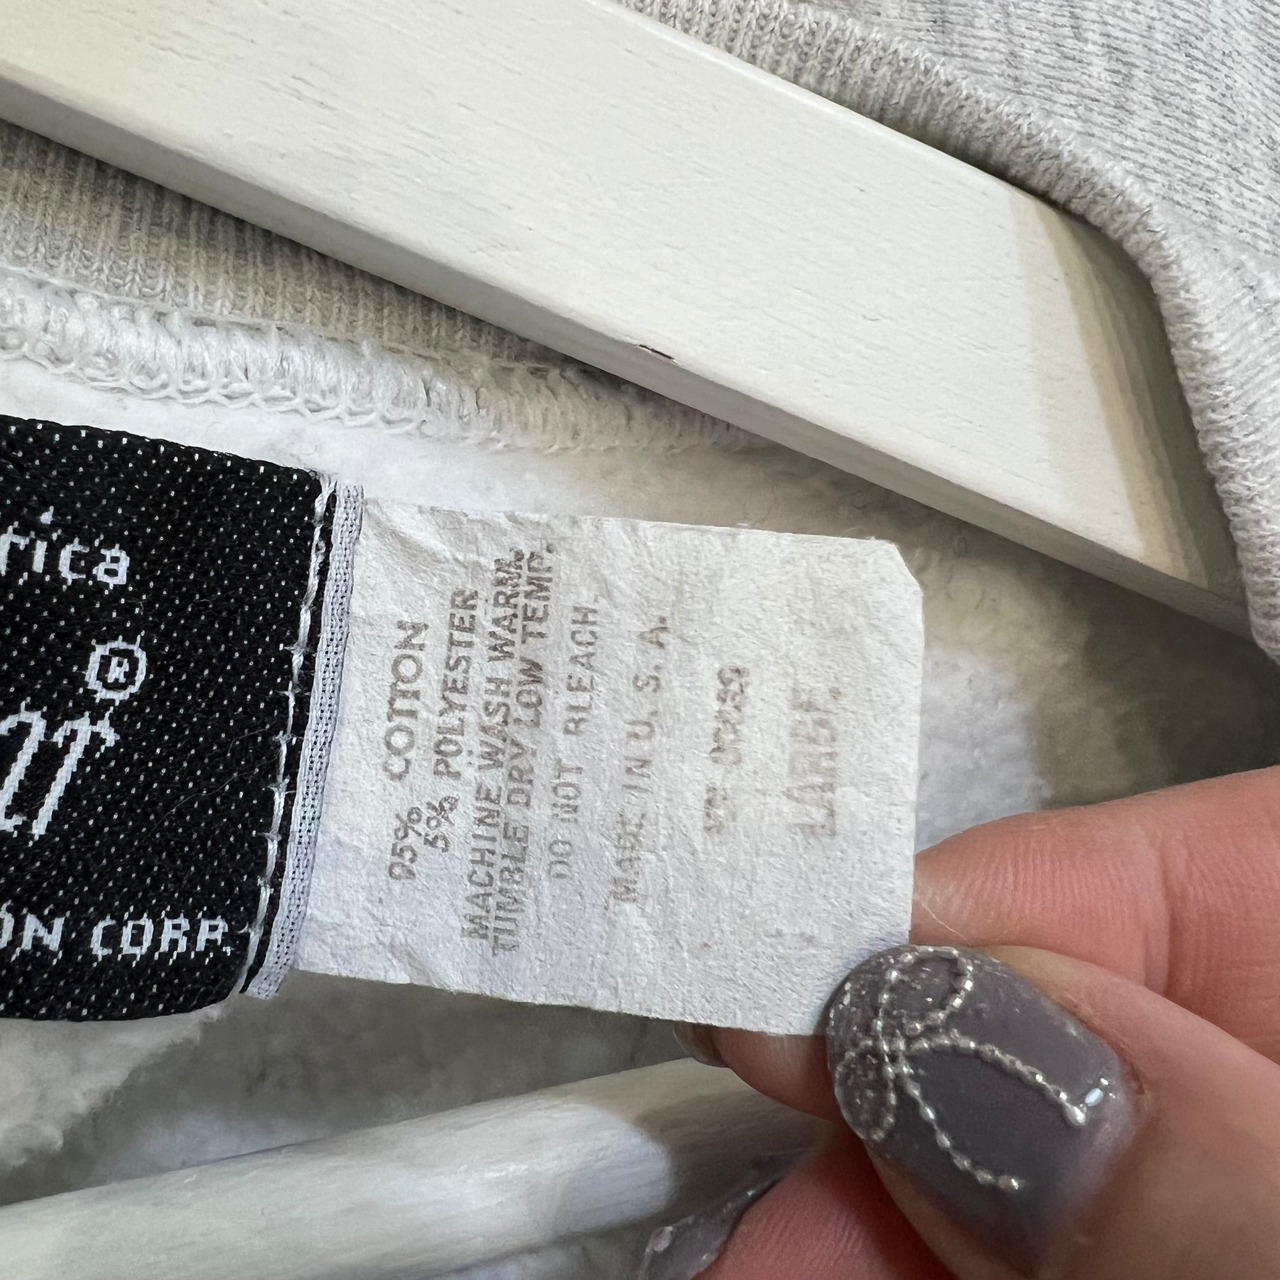 rica
®
ON CORP.
95% COTTON
5% POLYESTER
MACHINE WASH WARM.
TUMBLE DRY LOW TEMP.
DO NOT BLEACH.
MADE IN U.S.A.
LARGE